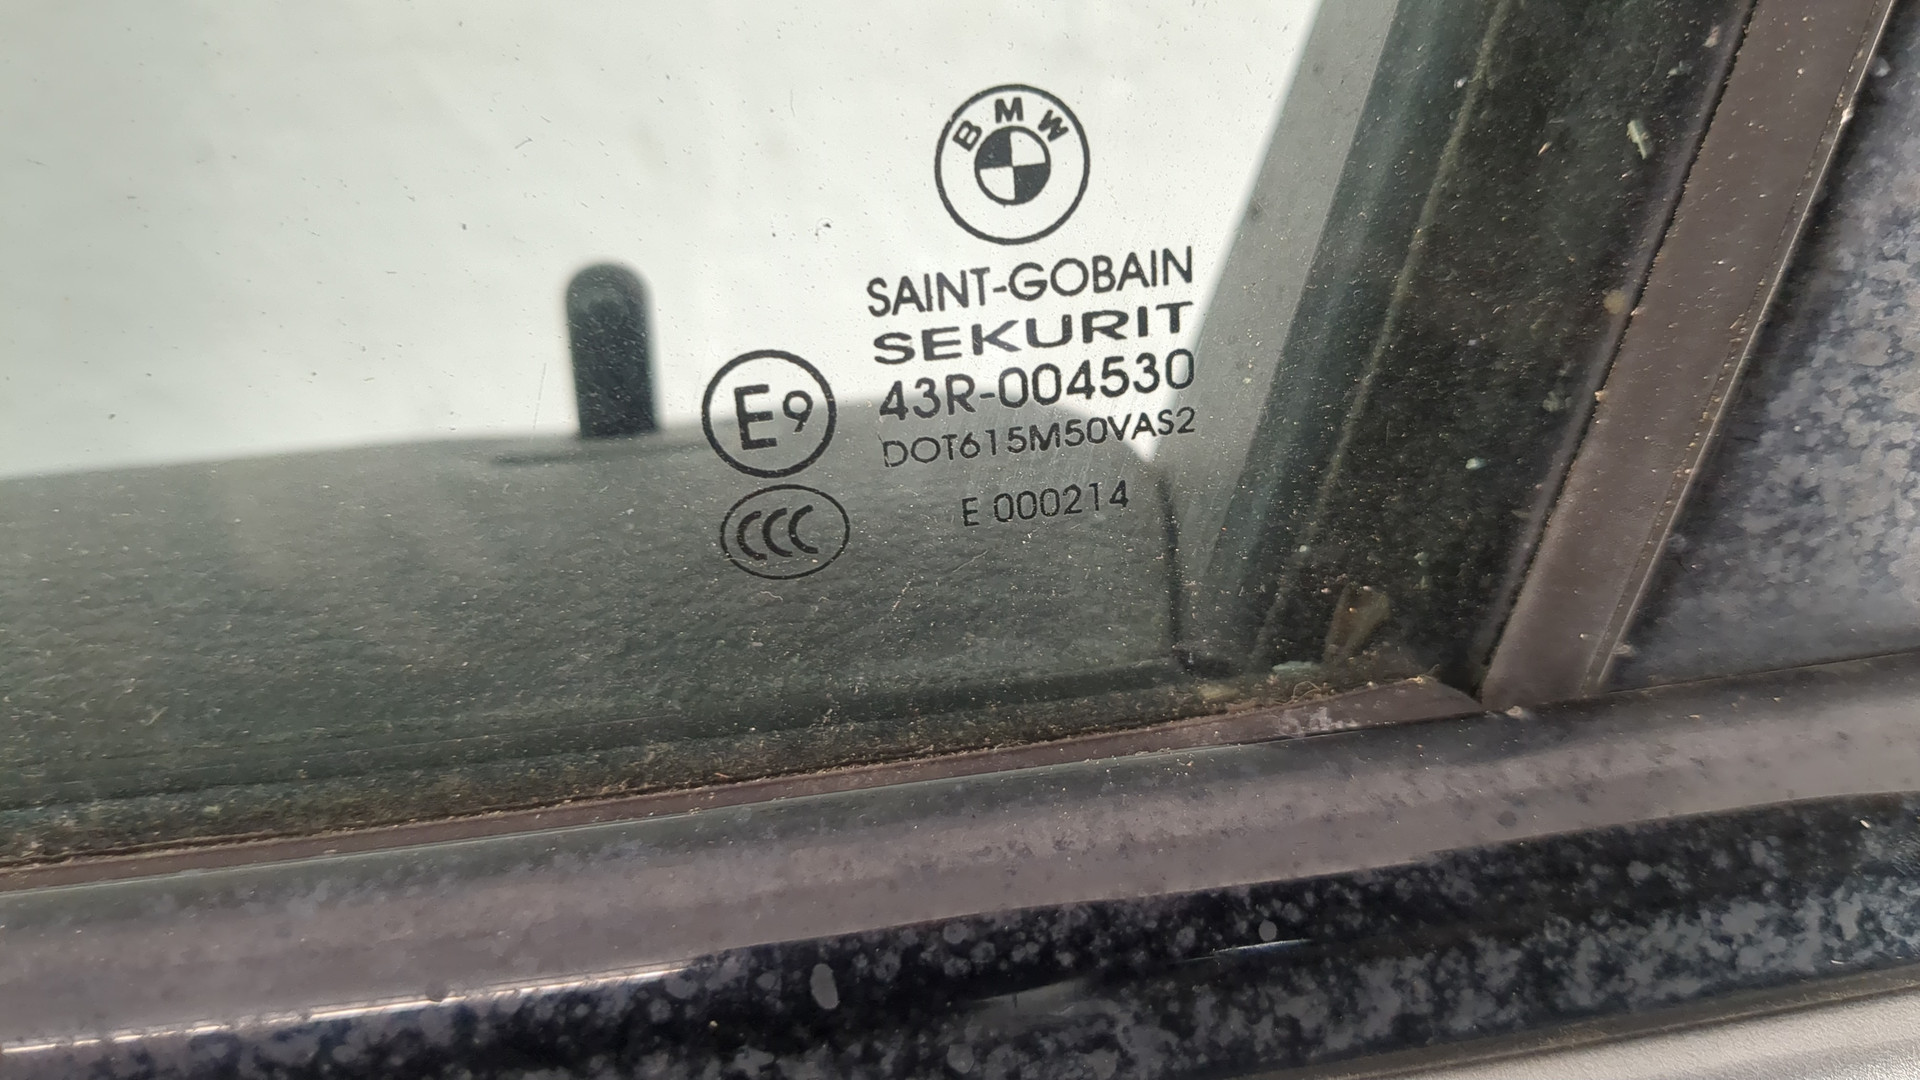 BMW
SAINT-GOBAIN
SEKURIT
E9
43R-004530
DOT615M50VAS2
CCC
E 000214